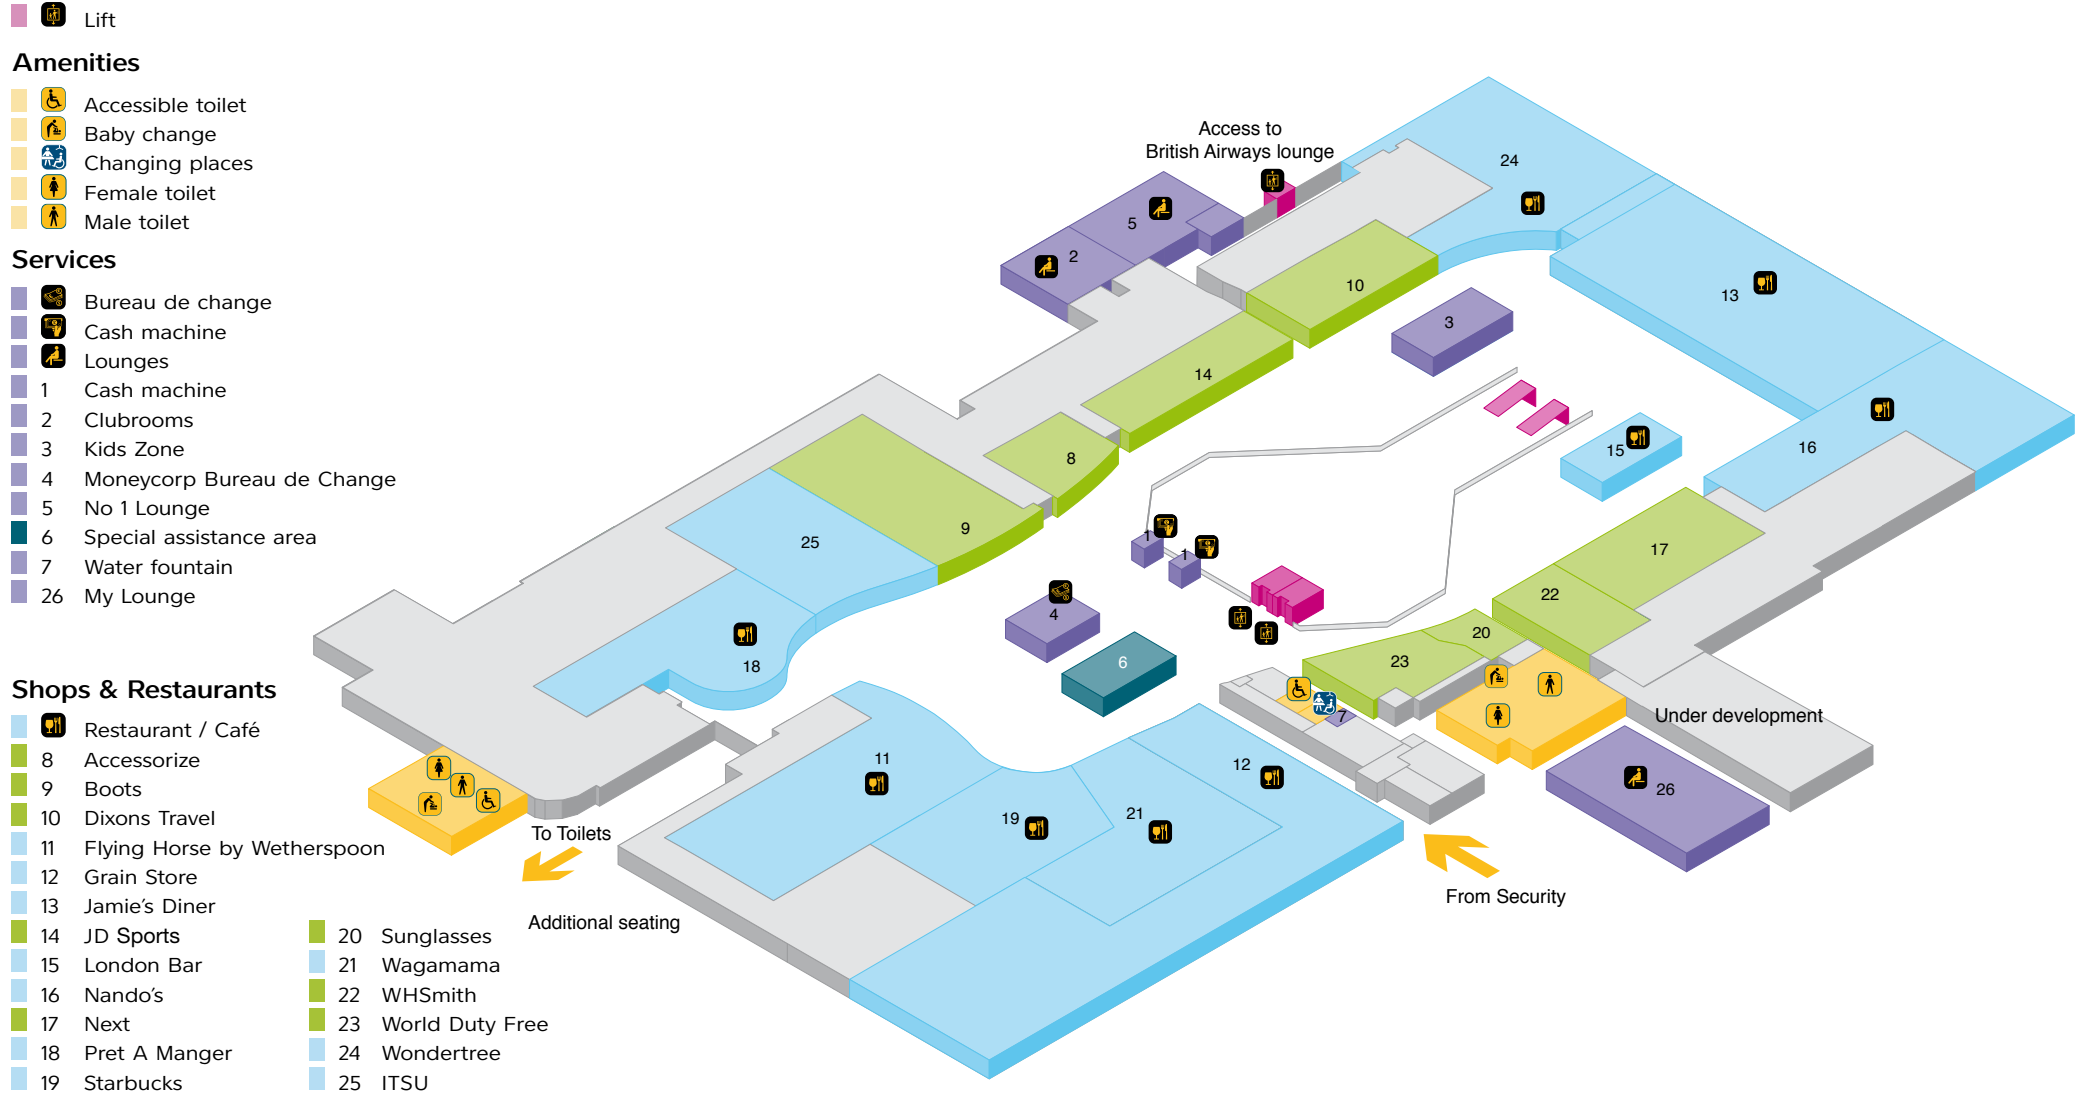 Lift
Amenities
Accessible toilet
Baby change
Changing places
Female toilet
Male toilet
Services
Bureau de change
Cash machine
Lounges
1 Cash machine
2 Clubrooms
3 Kids Zone
4 Moneycorp Bureau de Change
5 No 1 Lounge
6 Special assistance area
7 Water fountain
26 My Lounge
Shops & Restaurants
Restaurant / Café
8 Accessorize
9 Boots
10 Dixons Travel
11 Flying Horse by Wetherspoon
12 Grain Store
13 Jamie's Diner
14 JD Sports
15 London Bar
16 Nando's
17 Next
18 Pret A Manger
19 Starbucks
20 Sunglasses
21 Wagamama
22 WHSmith
23 World Duty Free
24 Wondertree
25 ITSU
Access to
British Airways lounge
24
5
2
10
13
3
14
15
16
8
9
25
1
1
17
22
4
20
6
23
18
7
Under development
11
12
26
19
21
To Toilets
From Security
Additional seating